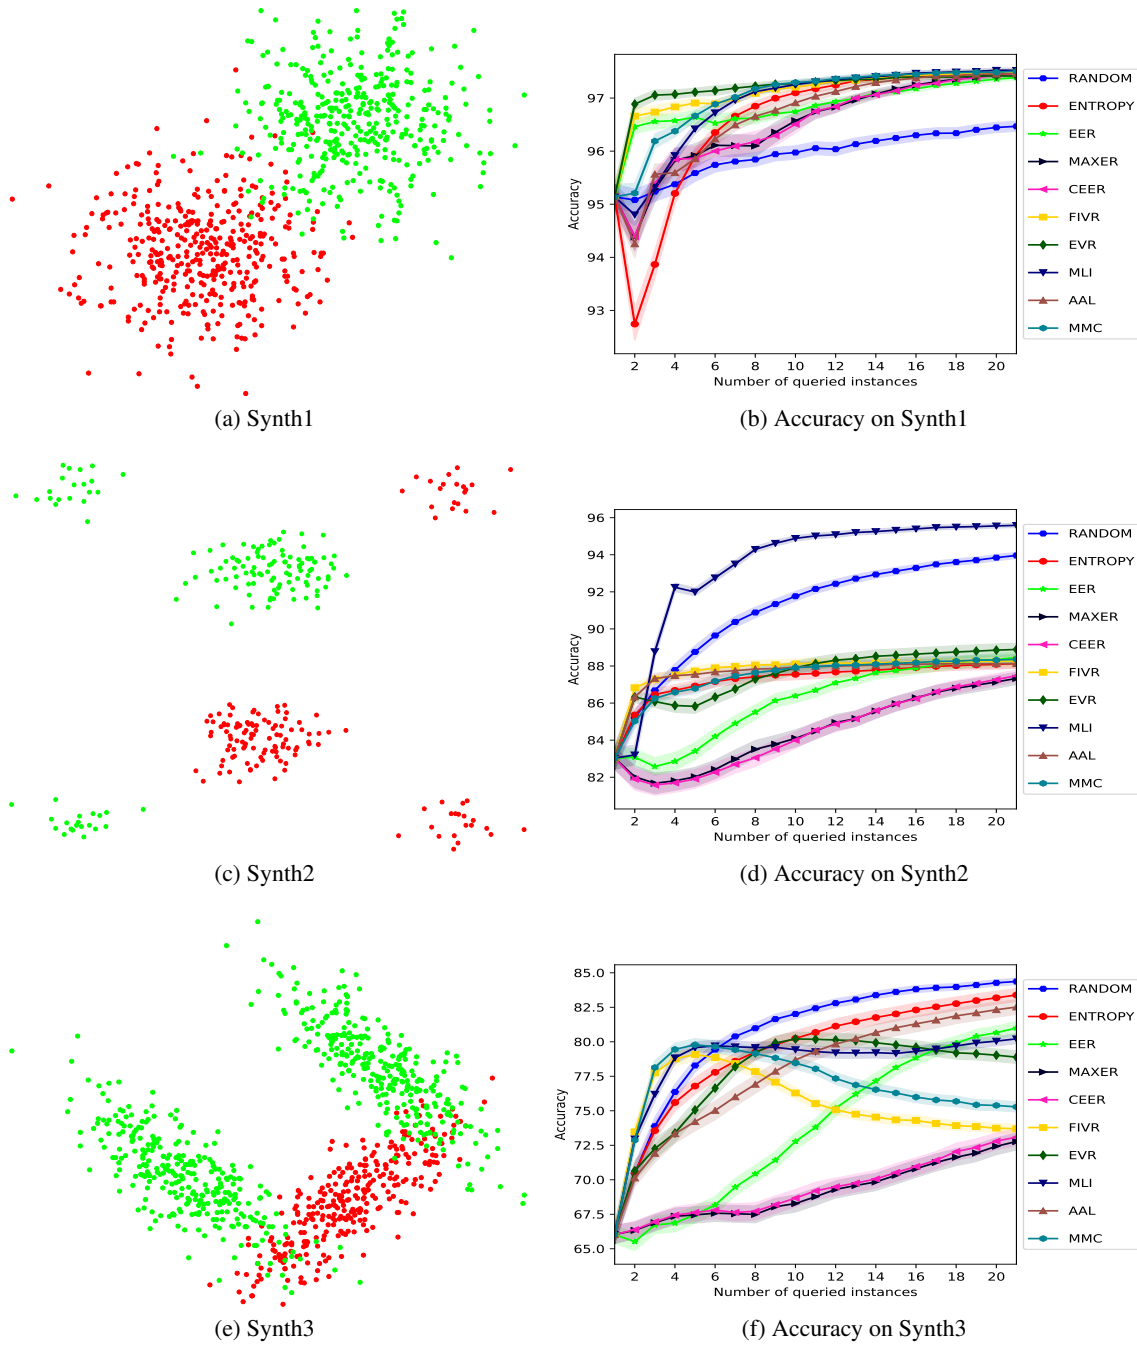 97
96
95
94
93
Accuracy
2 4 6 8 10 12 14 16 18 20
Number of queried instances
RANDOM
ENTROPY
EER
MAXER
CEER
FIVR
EVR
MLI
AAL
MMC
(a) Synth1
(b) Accuracy on Synth1
96
94
92
90
88
86
84
82
Accuracy
2 4 6 8 10 12 14 16 18 20
Number of queried instances
RANDOM
ENTROPY
EER
MAXER
CEER
FIVR
EVR
MLI
AAL
MMC
(c) Synth2
(d) Accuracy on Synth2
85.0
82.5
80.0
77.5
75.0
72.5
70.0
67.5
65.0
Accuracy
2 4 6 8 10 12 14 16 18 20
Number of queried instances
RANDOM
ENTROPY
EER
MAXER
CEER
FIVR
EVR
MLI
AAL
MMC
(e) Synth3
(f) Accuracy on Synth3